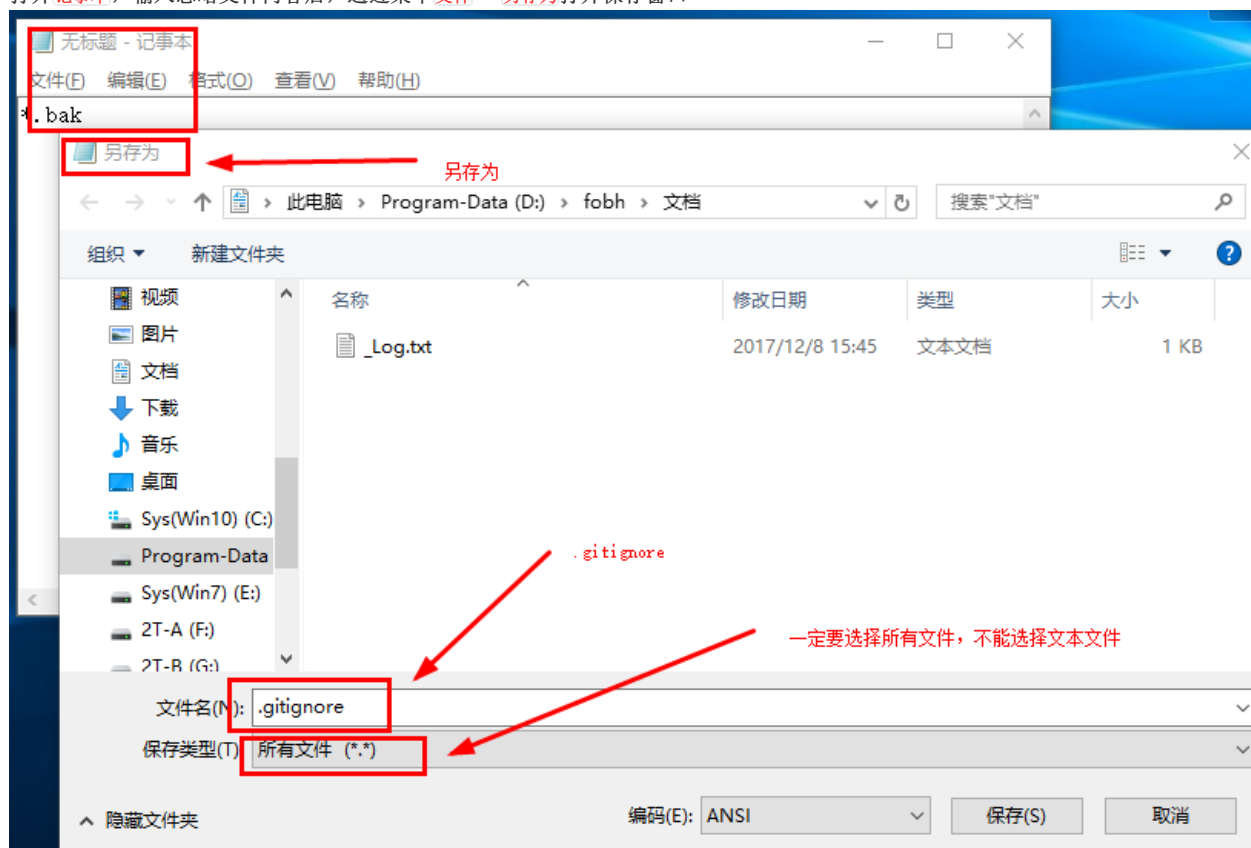 无标题 - 记事本
文件(F) 编辑(E) 格式(O) 查看(V) 帮助(H)
*.bak
另存为
另存为
此电脑 › Program-Data (D:) › fobh › 文档
搜索"文档"
组织 新建文件夹
名称 修改日期 类型 大小
视频
_Log.txt 2017/12/8 15:45 文本文档 1 KB
图片
文档
下载
音乐
桌面
Sys(Win10) (C:)
Program-Data
.gitignore
Sys(Win7) (E:)
2T-A (F:)
一定要选择所有文件，不能选择文本文件
2T-B (G:)
文件名(N): .gitignore
保存类型(T) 所有文件 (*.*)
隐藏文件夹 编码(E): ANSI 保存(S) 取消